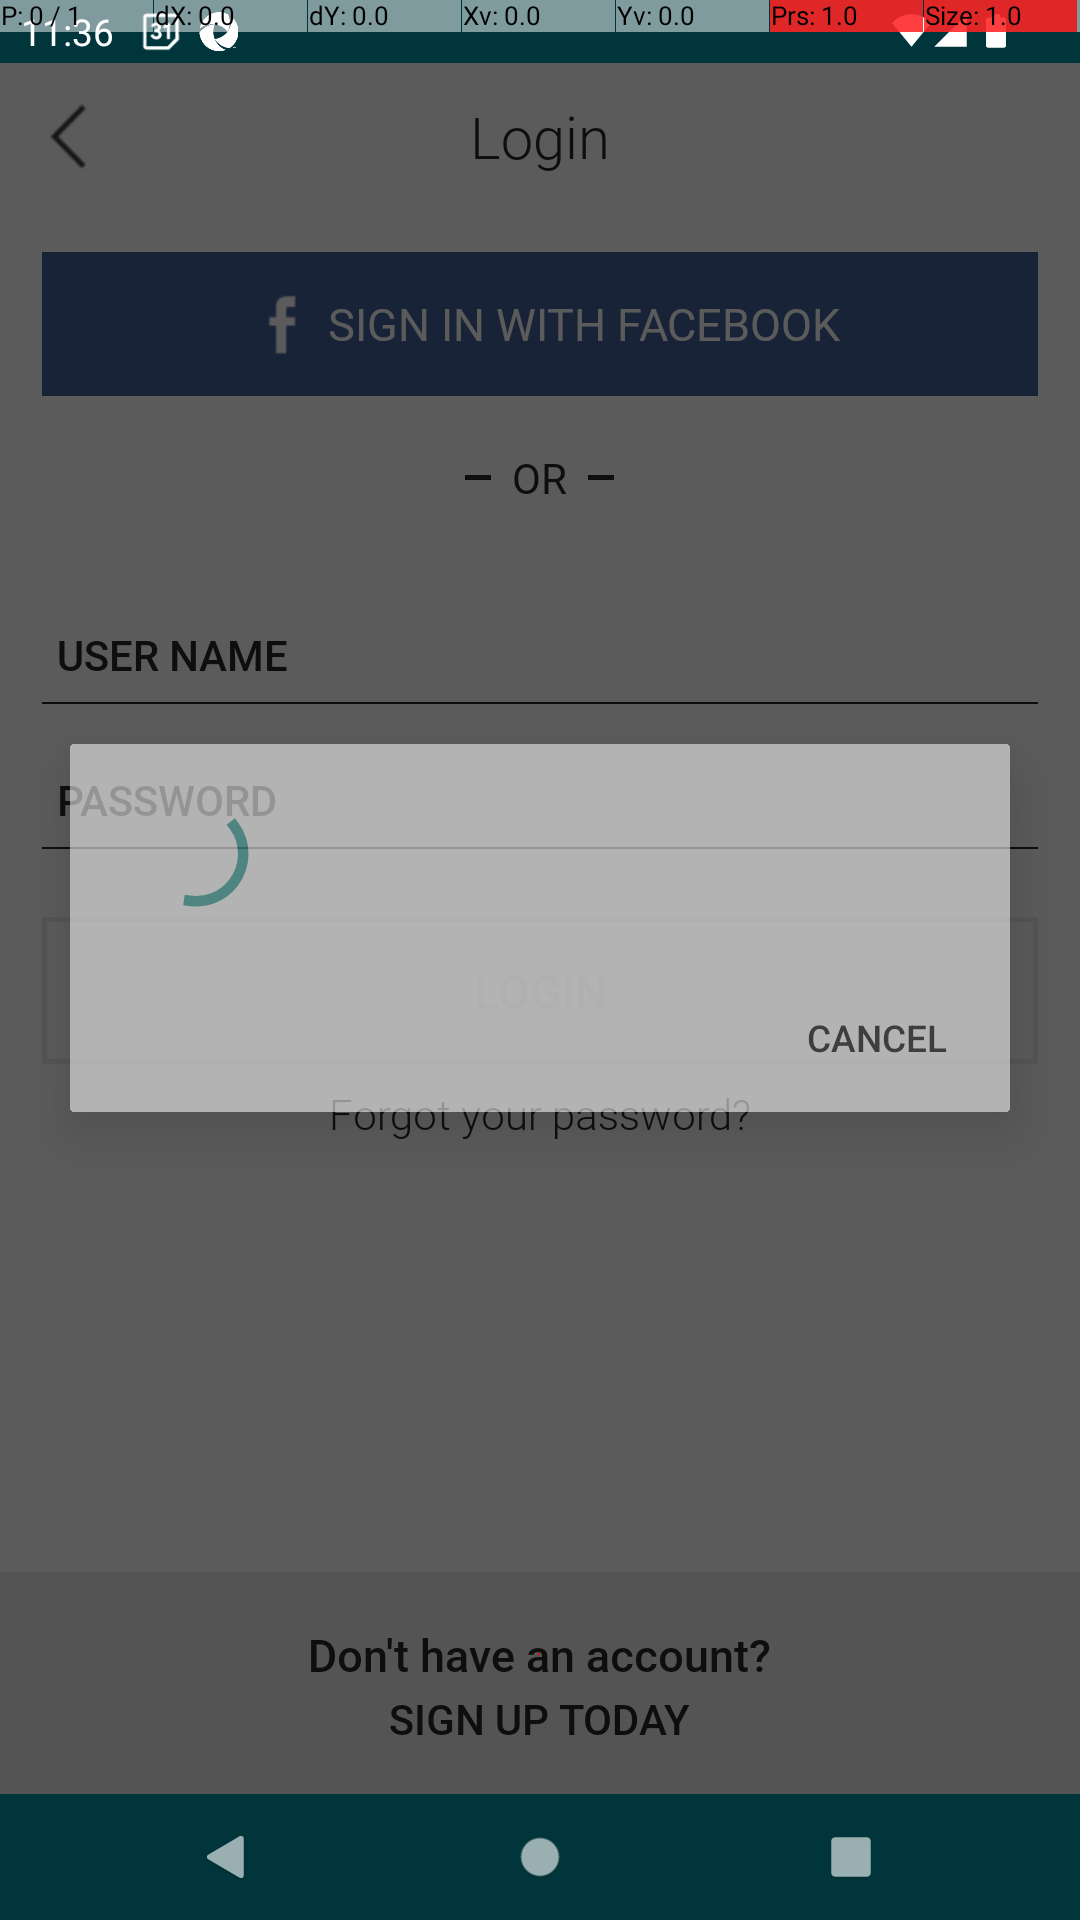 P: 0 / 1 dX: 0.0 dY: 0.0 Xv: 0.0 Yv: 0.0 Prs: 1.0 Size: 1.0
11:36 31
Login
f SIGN IN WITH FACEBOOK
– OR –
USER NAME
PASSWORD
LOGIN
CANCEL
Forgot your password?
Don't have an account?
SIGN UP TODAY